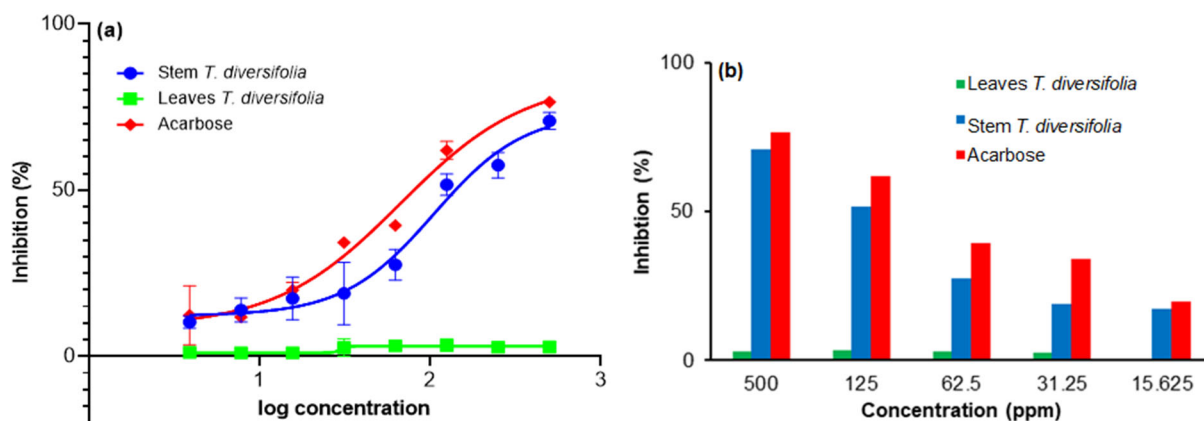 (a)
100
50
0
Inhibition (%)
Stem T. diversifolia
Leaves T. diversifolia
Acarbose
1
2
3
log concentration
(b)
100
50
0
Inhibtion (%)
Leaves T. diversifolia
Stem T. diversifolia
Acarbose
500
125
62.5
31.25
15.625
Concentration (ppm)